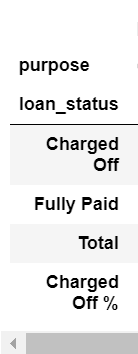 purpose
loan_status
Charged
Off
Fully Paid
Total
Charged
Off %